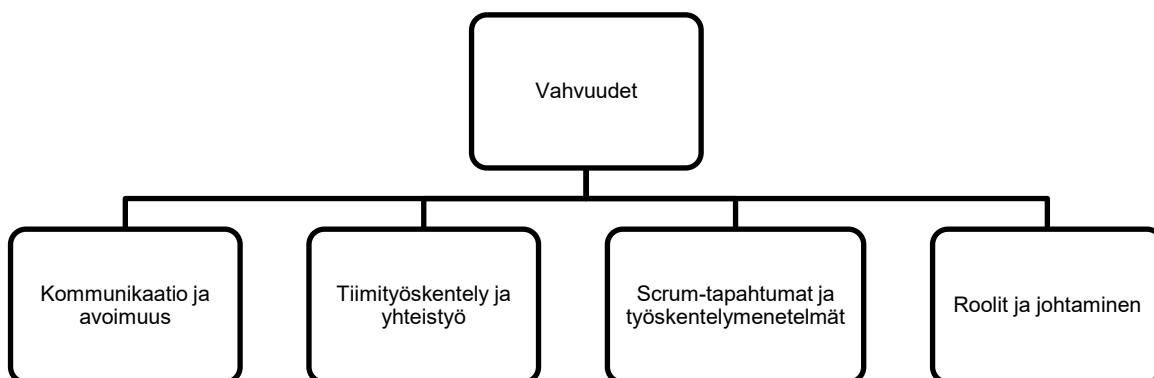 Vahvuudet
Kommunikaatio ja
avoimuus
Tiimityöskentely ja
yhteistyö
Scrum-tapahtumat ja
työskentelymenetelmät
Roolit ja johtaminen